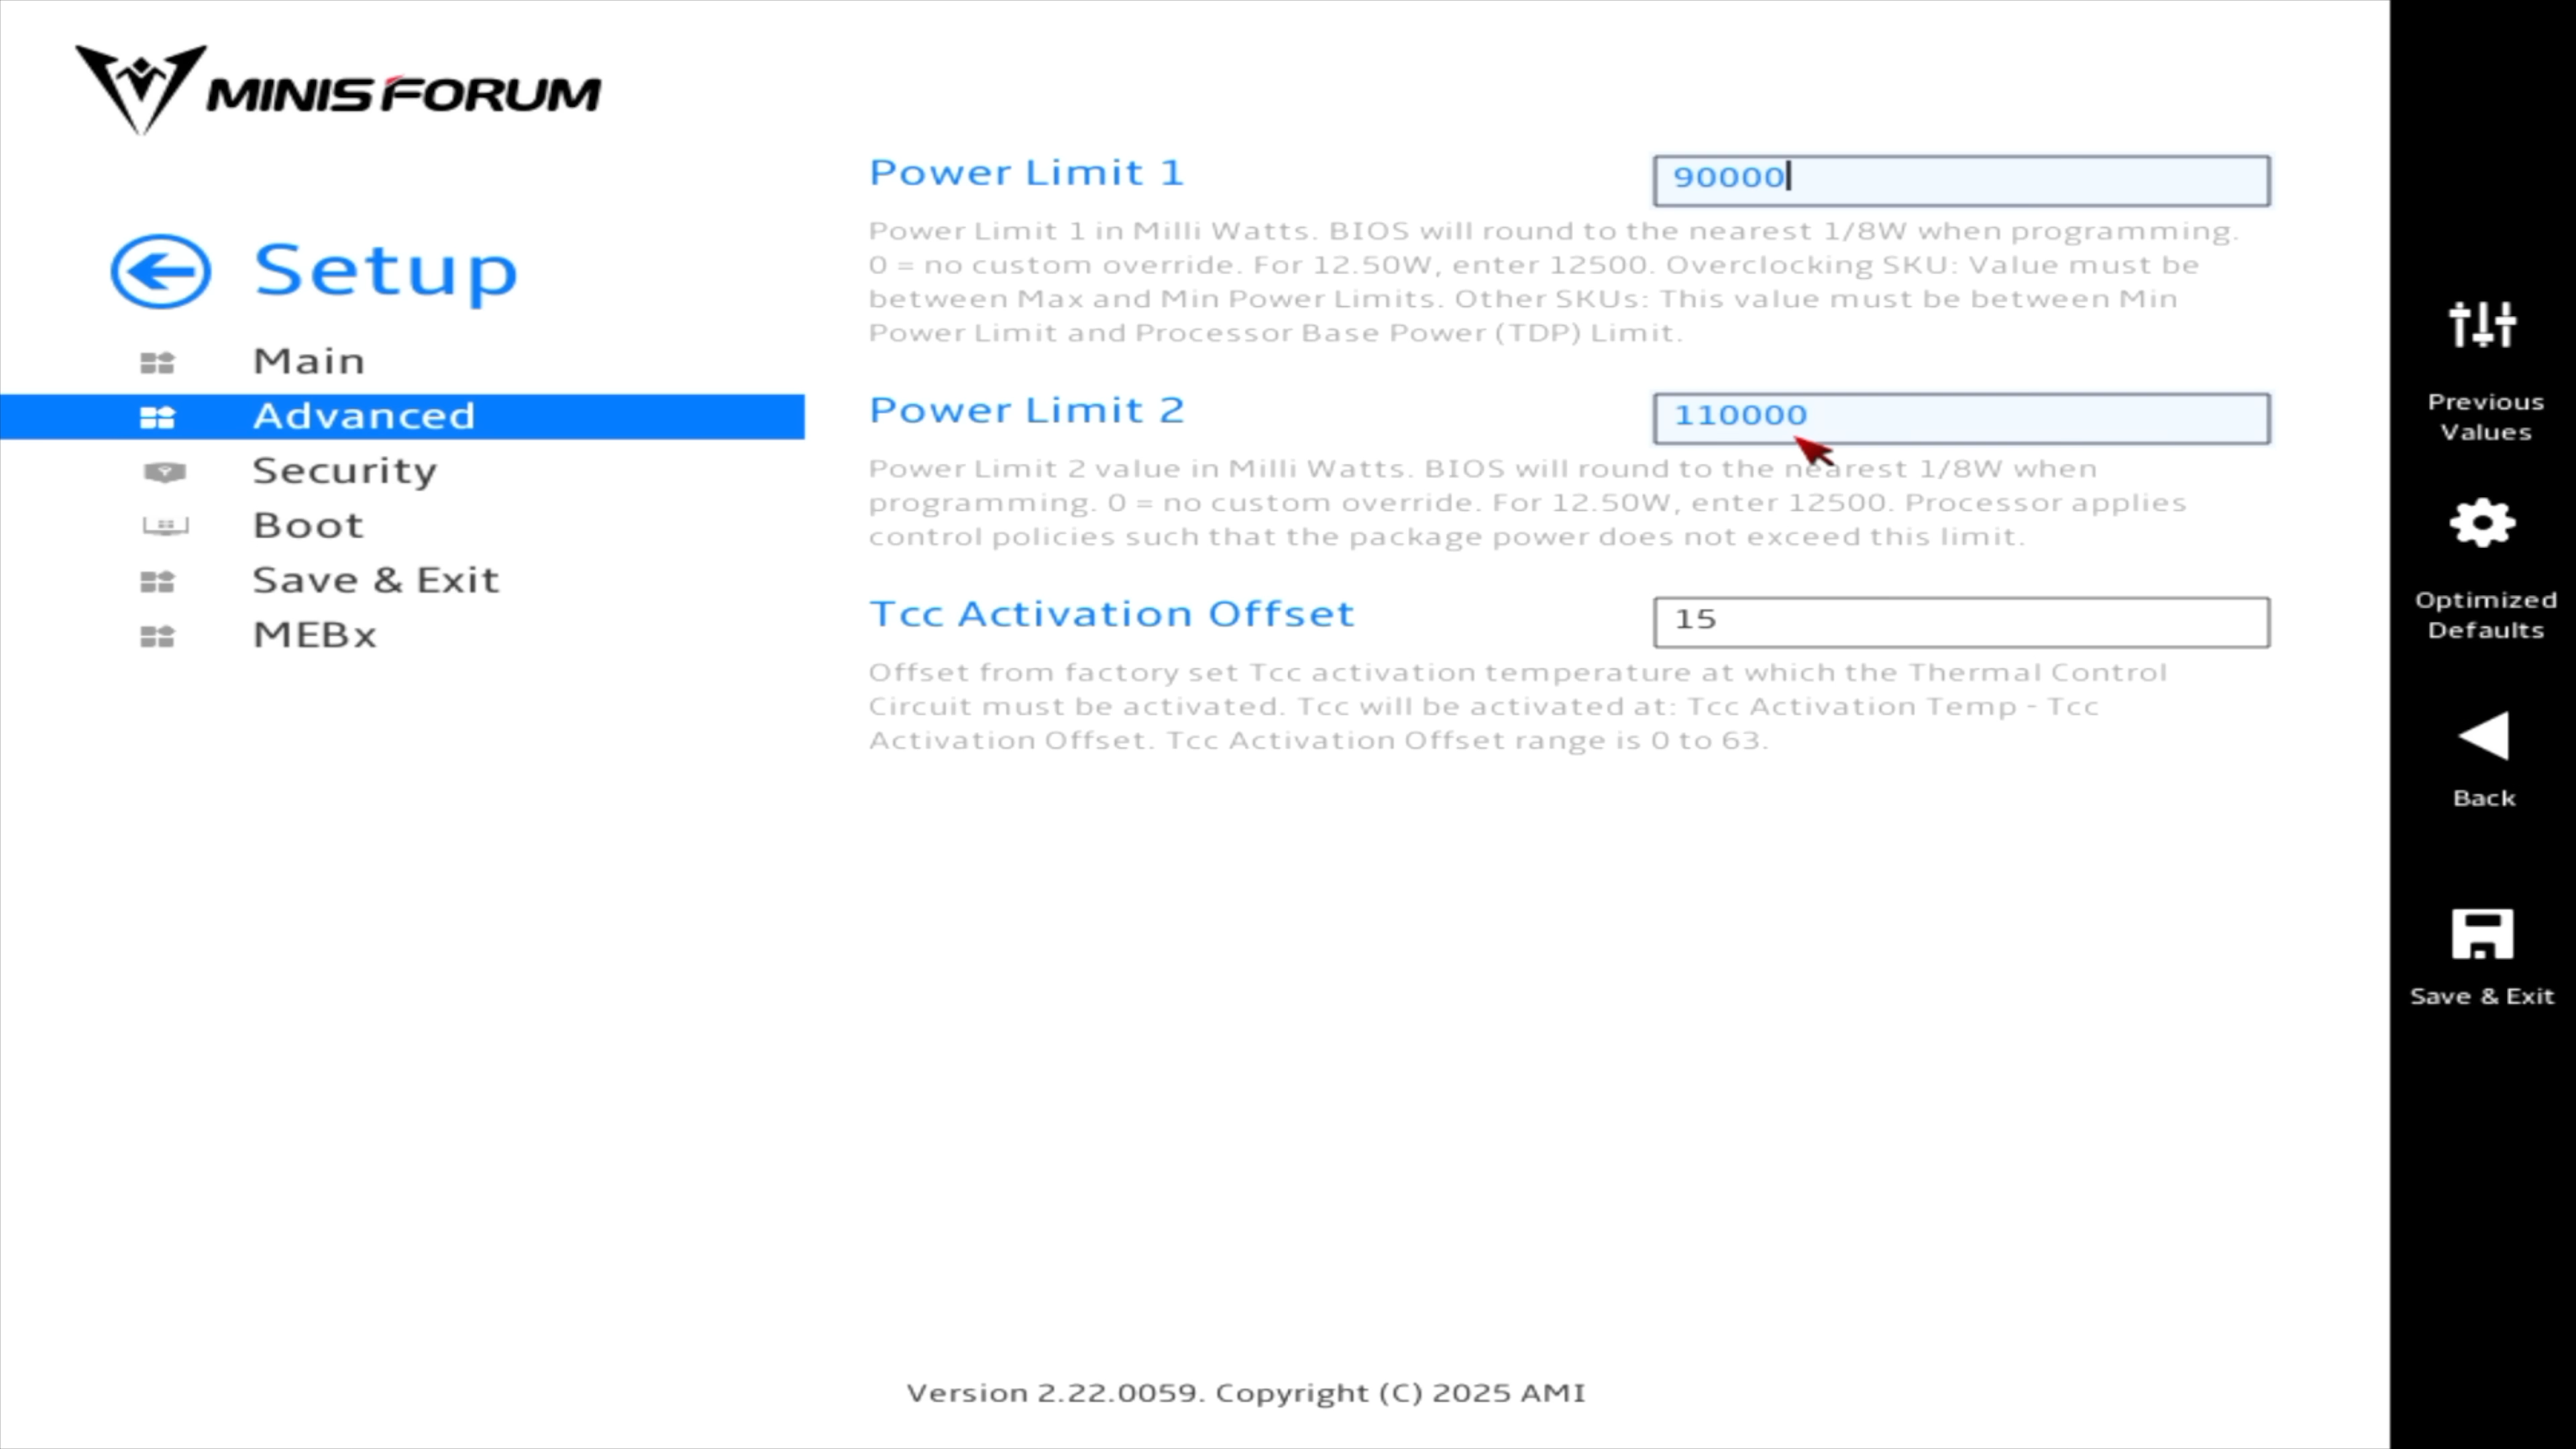 MINISFORUM
Setup
Main
Advanced
Security
Boot
Save & Exit
MEBx
Power Limit 1
90000
Power Limit 1 in Milli Watts. BIOS will round to the nearest 1/8W when programming.
0 = no custom override. For 12.50W, enter 12500. Overclocking SKU: Value must be
between Max and Min Power Limits. Other SKUs: This value must be between Min
Power Limit and Processor Base Power (TDP) Limit.
Power Limit 2
110000
Power Limit 2 value in Milli Watts. BIOS will round to the nearest 1/8W when
programming. 0 = no custom override. For 12.50W, enter 12500. Processor applies
control policies such that the package power does not exceed this limit.
Tcc Activation Offset
15
Offset from factory set Tcc activation temperature at which the Thermal Control
Circuit must be activated. Tcc will be activated at: Tcc Activation Temp - Tcc
Activation Offset. Tcc Activation Offset range is 0 to 63.
Version 2.22.0059. Copyright (C) 2025 AMI
Previous
Values
Optimized
Defaults
Back
Save & Exit